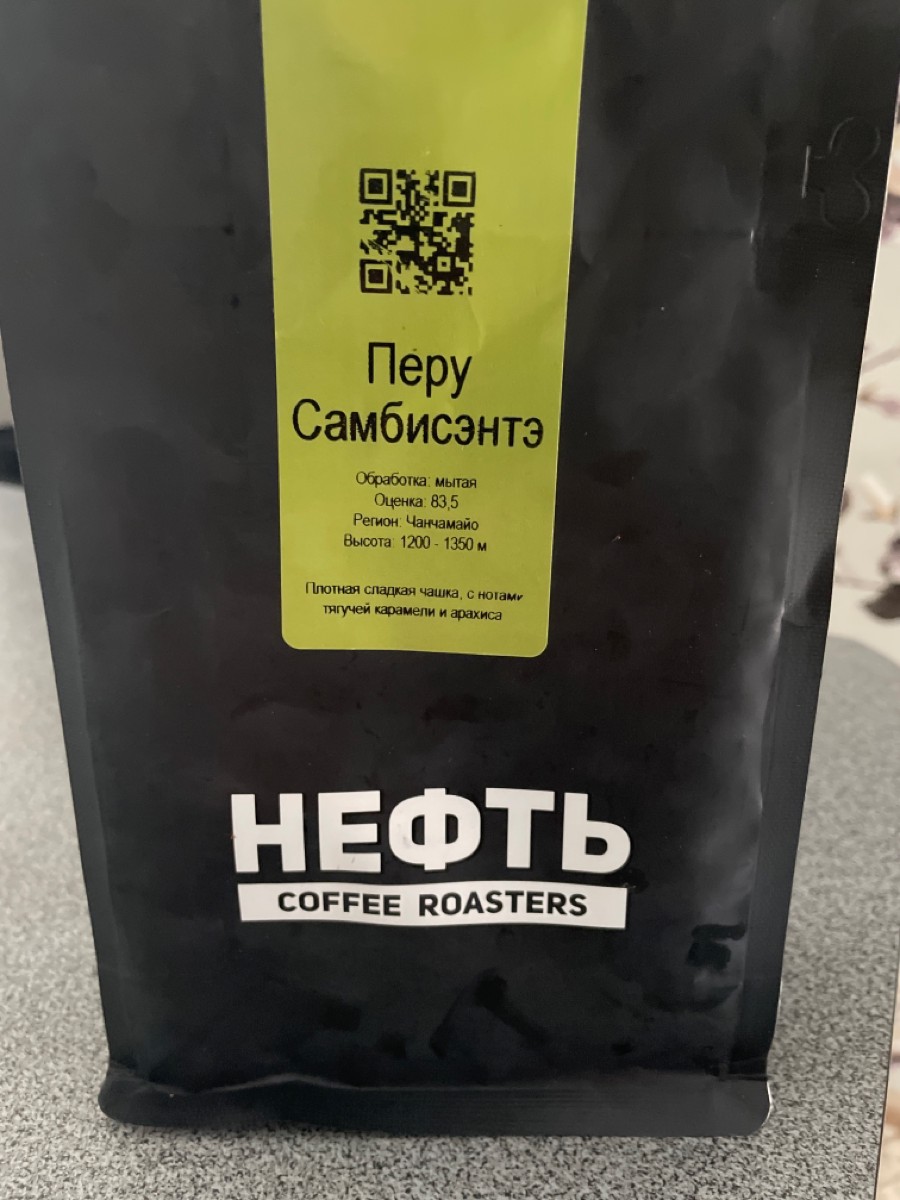 Перу
Самбисэнтэ
Обработка: мытая
Оценка: 83,5
Регион: Чанчамайо
Высота: 1200 - 1350 м
Плотная сладкая чашка, с нотами
тягучей карамели и арахиса
НЕФТЬ
COFFEE ROASTERS